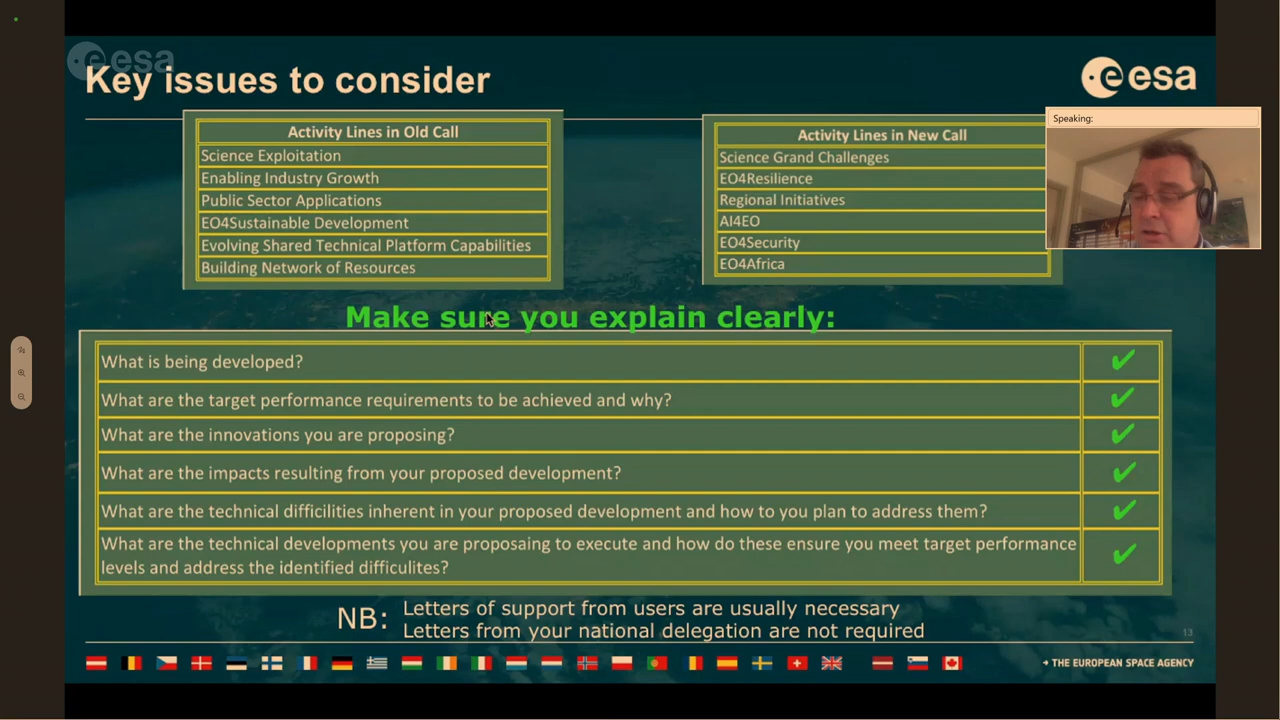 esa
Key issues to consider
esa
Activity Lines in Old Call
Science Exploitation
Enabling Industry Growth
Public Sector Applications
EO4Sustainable Development
Evolving Shared Technical Platform Capabilities
Building Network of Resources
Activity Lines in New Call
Science Grand Challenges
EO4Resilience
Regional Initiatives
AI4EO
EO4Security
EO4Africa
Speaking:
Make sure you explain clearly:
What is being developed?
What are the target performance requirements to be achieved and why?
What are the innovations you are proposing?
What are the impacts resulting from your proposed development?
What are the technical difficilities inherent in your proposed development and how to you plan to address them?
What are the technical developments you are proposaing to execute and how do these ensure you meet target performance
levels and address the identified difficulites?
NB:
Letters of support from users are usually necessary
Letters from your national delegation are not required
13
→ THE EUROPEAN SPACE AGENCY